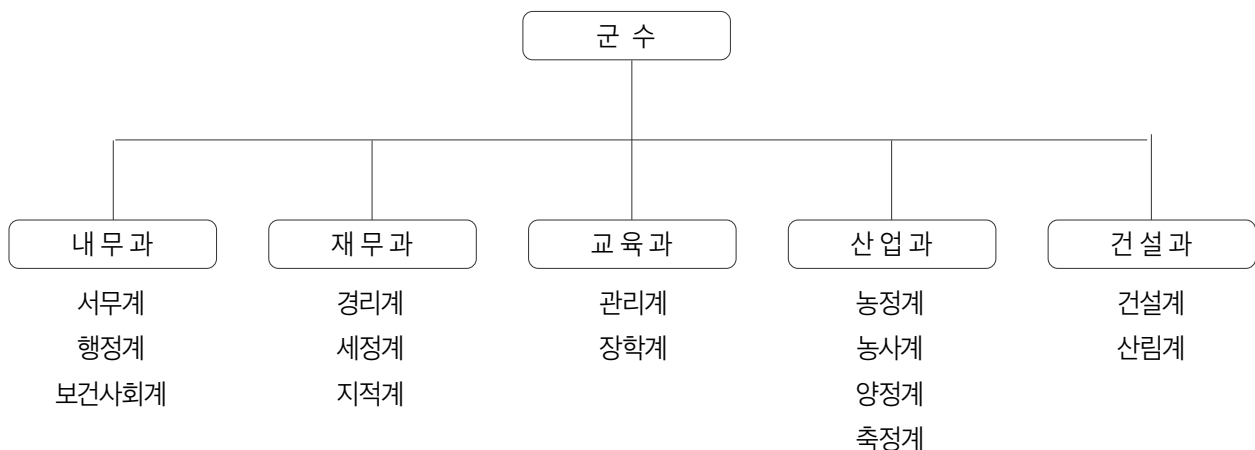 군 수
내 무 과
재 무 과
교 육 과
산 업 과
건 설 과
서무계
경리계
관리계
농정계
건설계
행정계
세정계
장학계
농사계
산림계
보건사회계
지적계
양정계
축정계